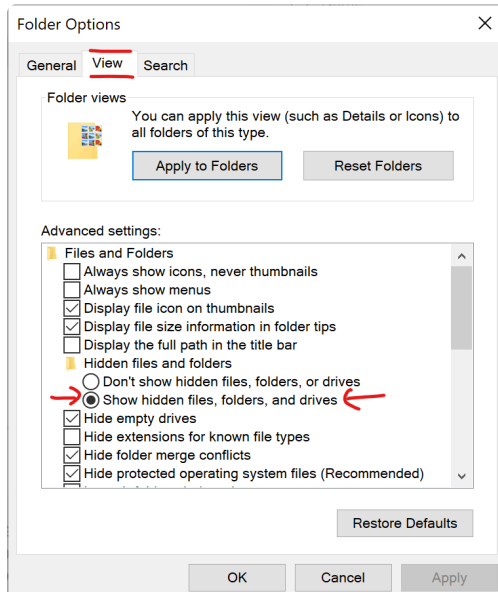 Folder Options
General View Search
Folder views
You can apply this view (such as Details or Icons) to
all folders of this type.
Apply to Folders Reset Folders
Advanced settings:
Files and Folders
Always show icons, never thumbnails
Always show menus
Display file icon on thumbnails
Display file size information in folder tips
Display the full path in the title bar
Hidden files and folders
Don't show hidden files, folders, or drives
Show hidden files, folders, and drives
Hide empty drives
Hide extensions for known file types
Hide folder merge conflicts
Hide protected operating system files (Recommended)
Restore Defaults
OK Cancel Apply